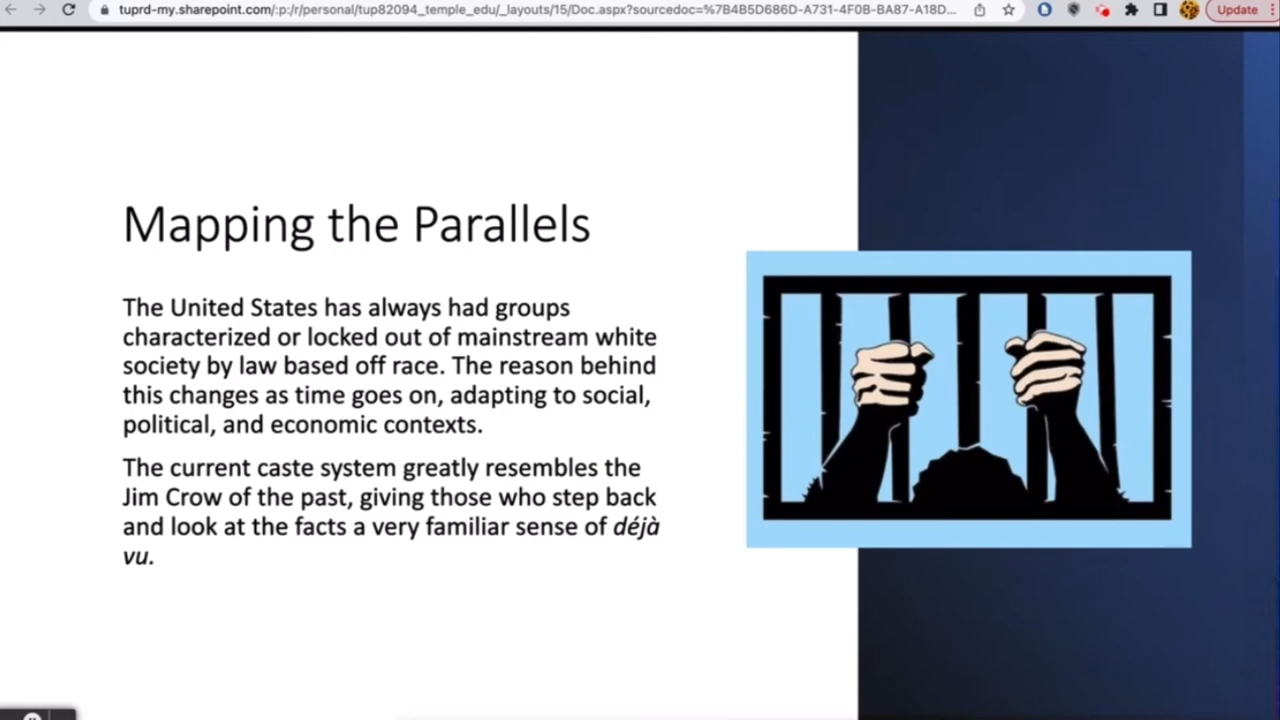 tuprd-my.sharepoint.com/:p:/r/personal/tup82094_temple_edu/_layouts/15/Doc.aspx?sourcedoc=%7B4B5D686D-A731-4F0B-BA87-A18D...
Update
Mapping the Parallels
The United States has always had groups
characterized or locked out of mainstream white
society by law based off race. The reason behind
this changes as time goes on, adapting to social,
political, and economic contexts.
The current caste system greatly resembles the
Jim Crow of the past, giving those who step back
and look at the facts a very familiar sense of déjà
vu.